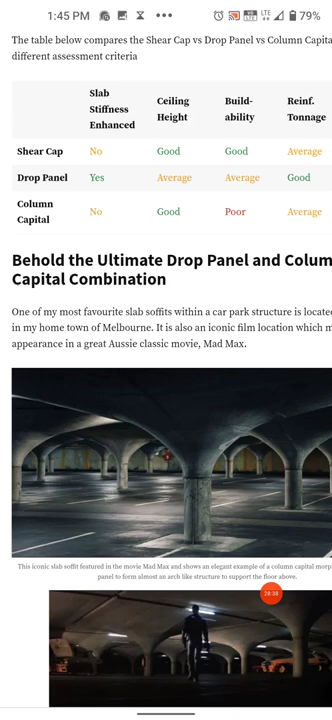 1:45 PM LTE 79%
The table below compares the Shear Cap vs Drop Panel vs Column Capita
different assessment criteria
Slab Stiffness Enhanced Ceiling Height Build-ability Reinf. Tonnage
Shear Cap No Good Good Average
Drop Panel Yes Average Average Good
Column Capital No Good Poor Average
Behold the Ultimate Drop Panel and Colum
Capital Combination
One of my most favourite slab soffits within a car park structure is locate
in my home town of Melbourne. It is also an iconic film location which m
appearance in a great Aussie classic movie, Mad Max.
This iconic slab soffit featured in the movie Mad Max and shows an elegant example of a column capital morp
panel to form almost an arch like structure to support the floor above.
28:38